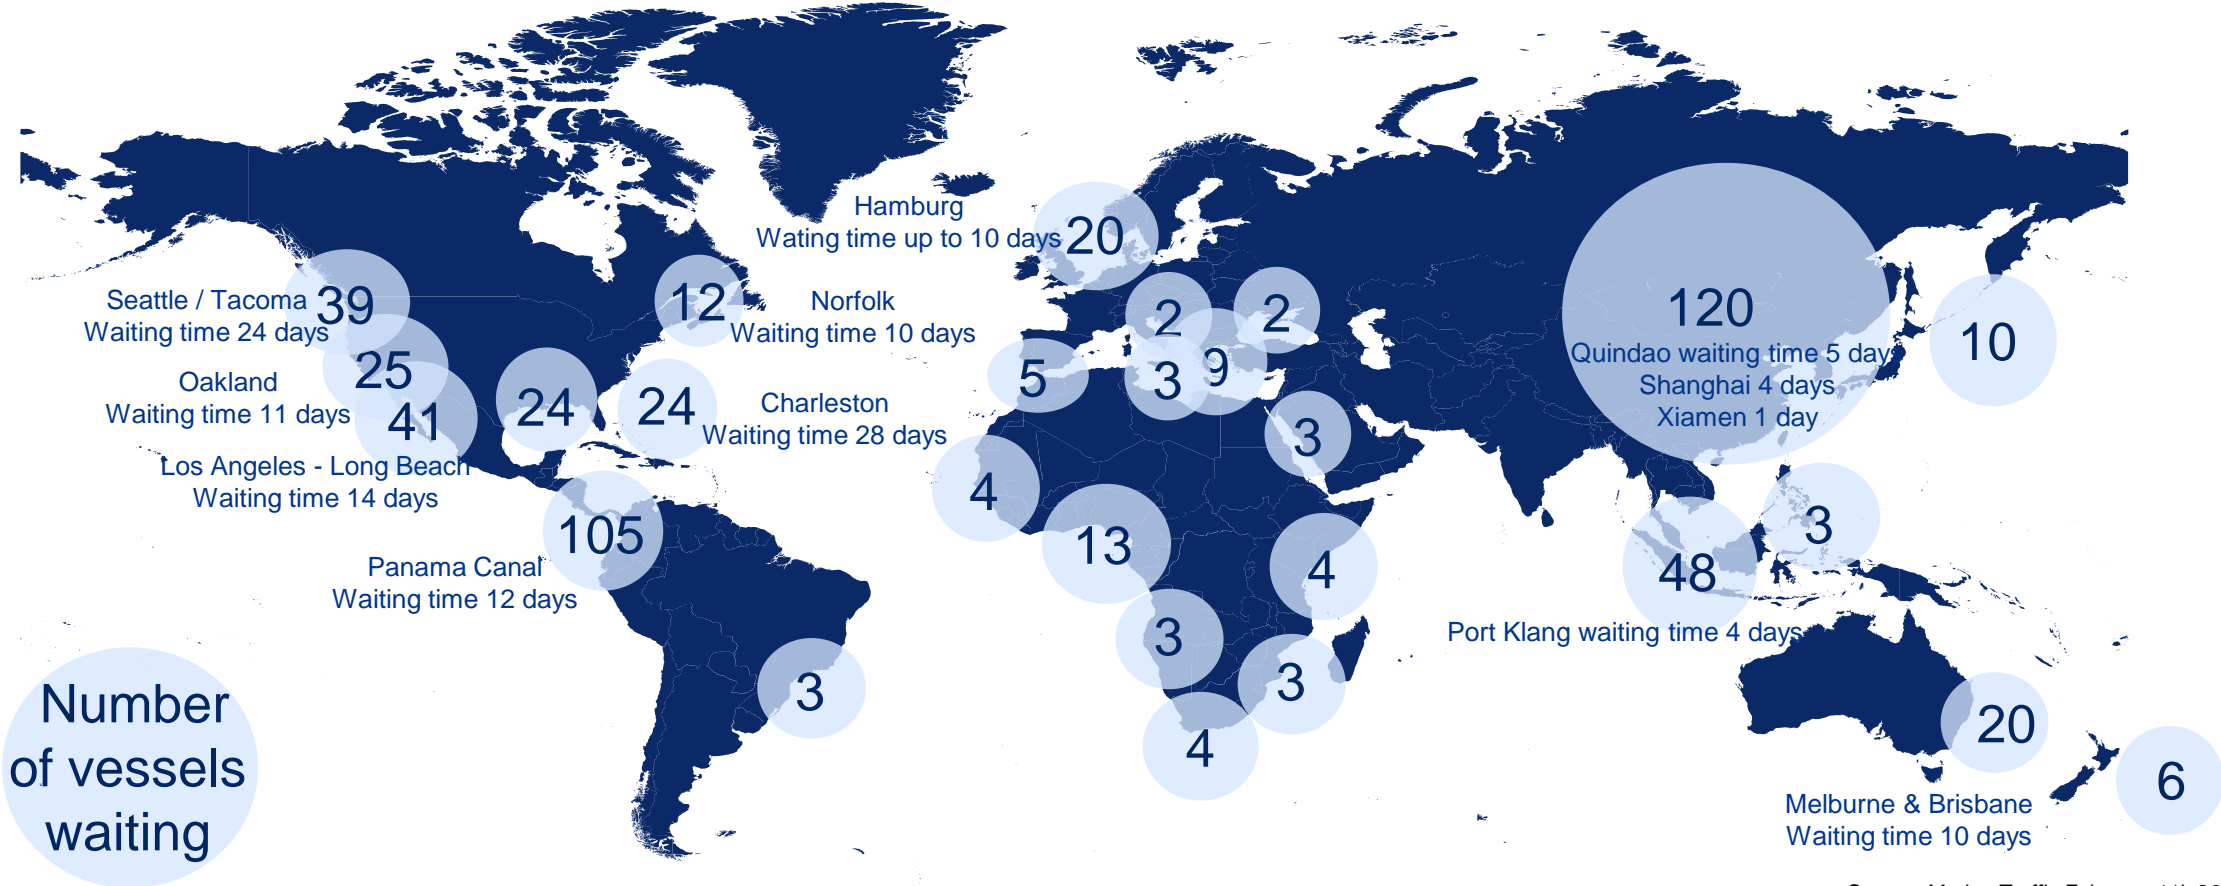 Hamburg
Wating time up to 10 days
20
Seattle / Tacoma
Waiting time 24 days
39
12
Norfolk
Waiting time 10 days
2
2
120
Quindao waiting time 5 days
Shanghai 4 days
Xiamen 1 day
10
25
Oakland
Waiting time 11 days
5
3
9
41
24
24
Charleston
Waiting time 28 days
3
Los Angeles - Long Beach
Waiting time 14 days
4
105
Panama Canal
Waiting time 12 days
13
4
48
3
Port Klang waiting time 4 days
3
3
3
4
20
6
Melburne & Brisbane
Waiting time 10 days
Number
of vessels
waiting